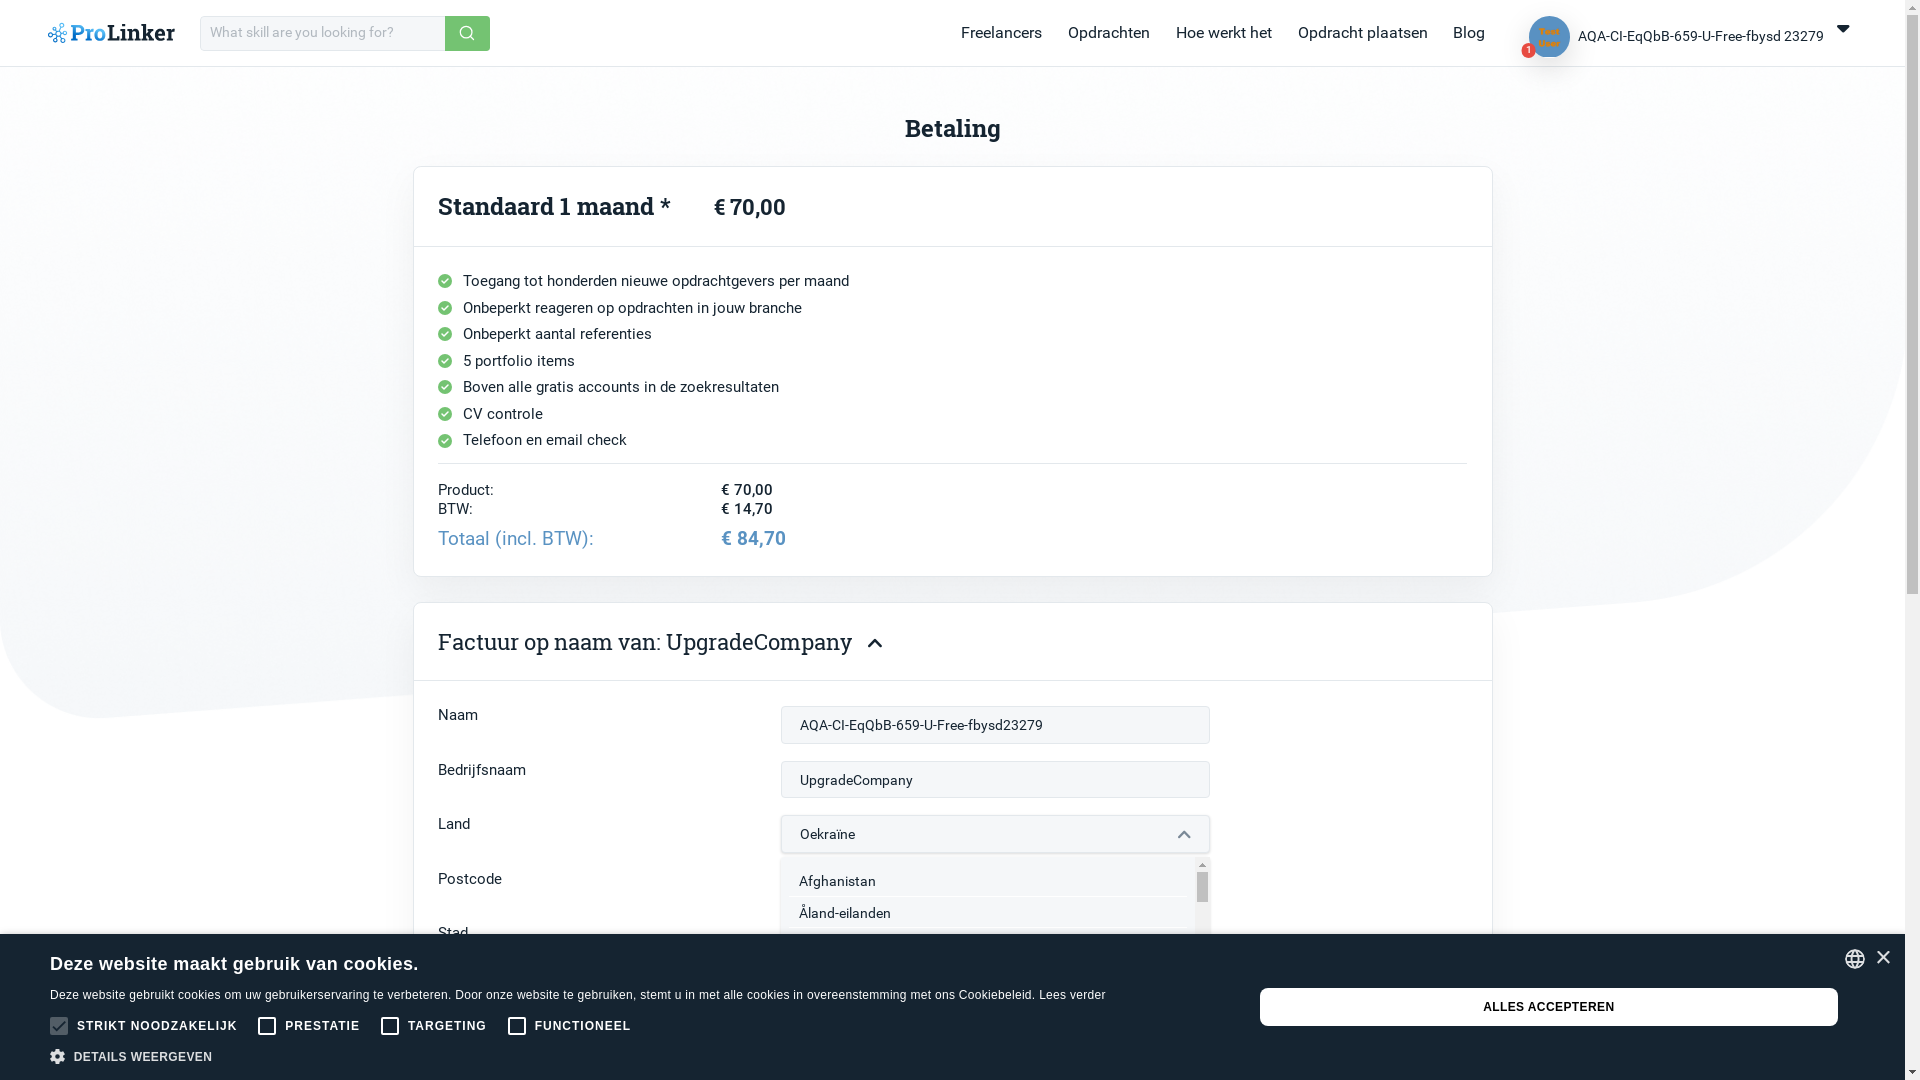 ProLinker
What skill are you looking for?
Freelancers
Opdrachten
Hoe werkt het
Opdracht plaatsen
Blog
Test
User
1
AQA-CI-EqQbB-659-U-Free-fbysd 23279
Betaling
Standaard 1 maand * € 70,00
Toegang tot honderden nieuwe opdrachtgevers per maand
Onbeperkt reageren op opdrachten in jouw branche
Onbeperkt aantal referenties
5 portfolio items
Boven alle gratis accounts in de zoekresultaten
CV controle
Telefoon en email check
Product: € 70,00
BTW: € 14,70
Totaal (incl. BTW): € 84,70
Factuur op naam van: UpgradeCompany
Naam AQA-CI-EqQbB-659-U-Free-fbysd23279
Bedrijfsnaam UpgradeCompany
Land Oekraïne
Postcode
Afghanistan
Åland-eilanden
Stad
Deze website maakt gebruik van cookies.
Deze website gebruikt cookies om uw gebruikerservaring te verbeteren. Door onze website te gebruiken, stemt u in met alle cookies in overeenstemming met ons Cookiebeleid. Lees verder
STRIKT NOODZAKELIJK PRESTATIE TARGETING FUNCTIONEEL
DETAILS WEERGEVEN
ALLES ACCEPTEREN